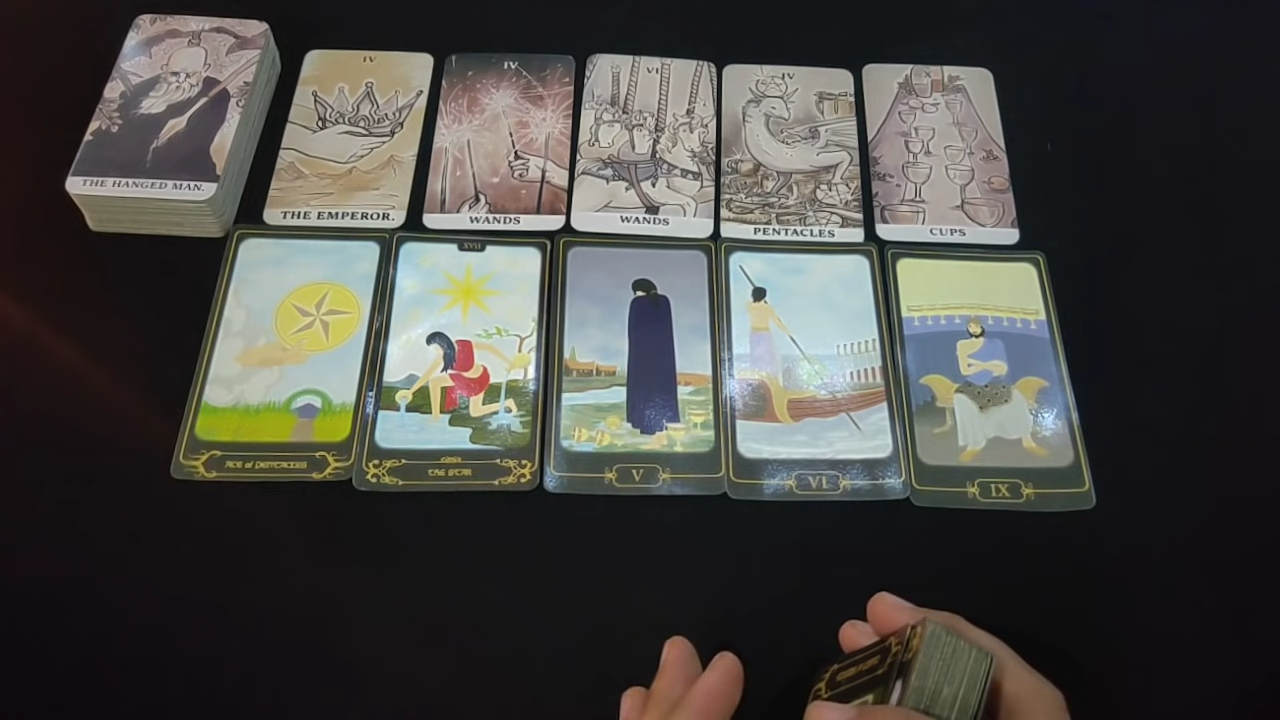 XII
THE HANGED MAN.
IV
THE EMPEROR.
IV
WANDS
VI
WANDS
IV
PENTACLES
X
CUPS
ACE of PENTACLES
XVII
THE STAR
V
VI
IX